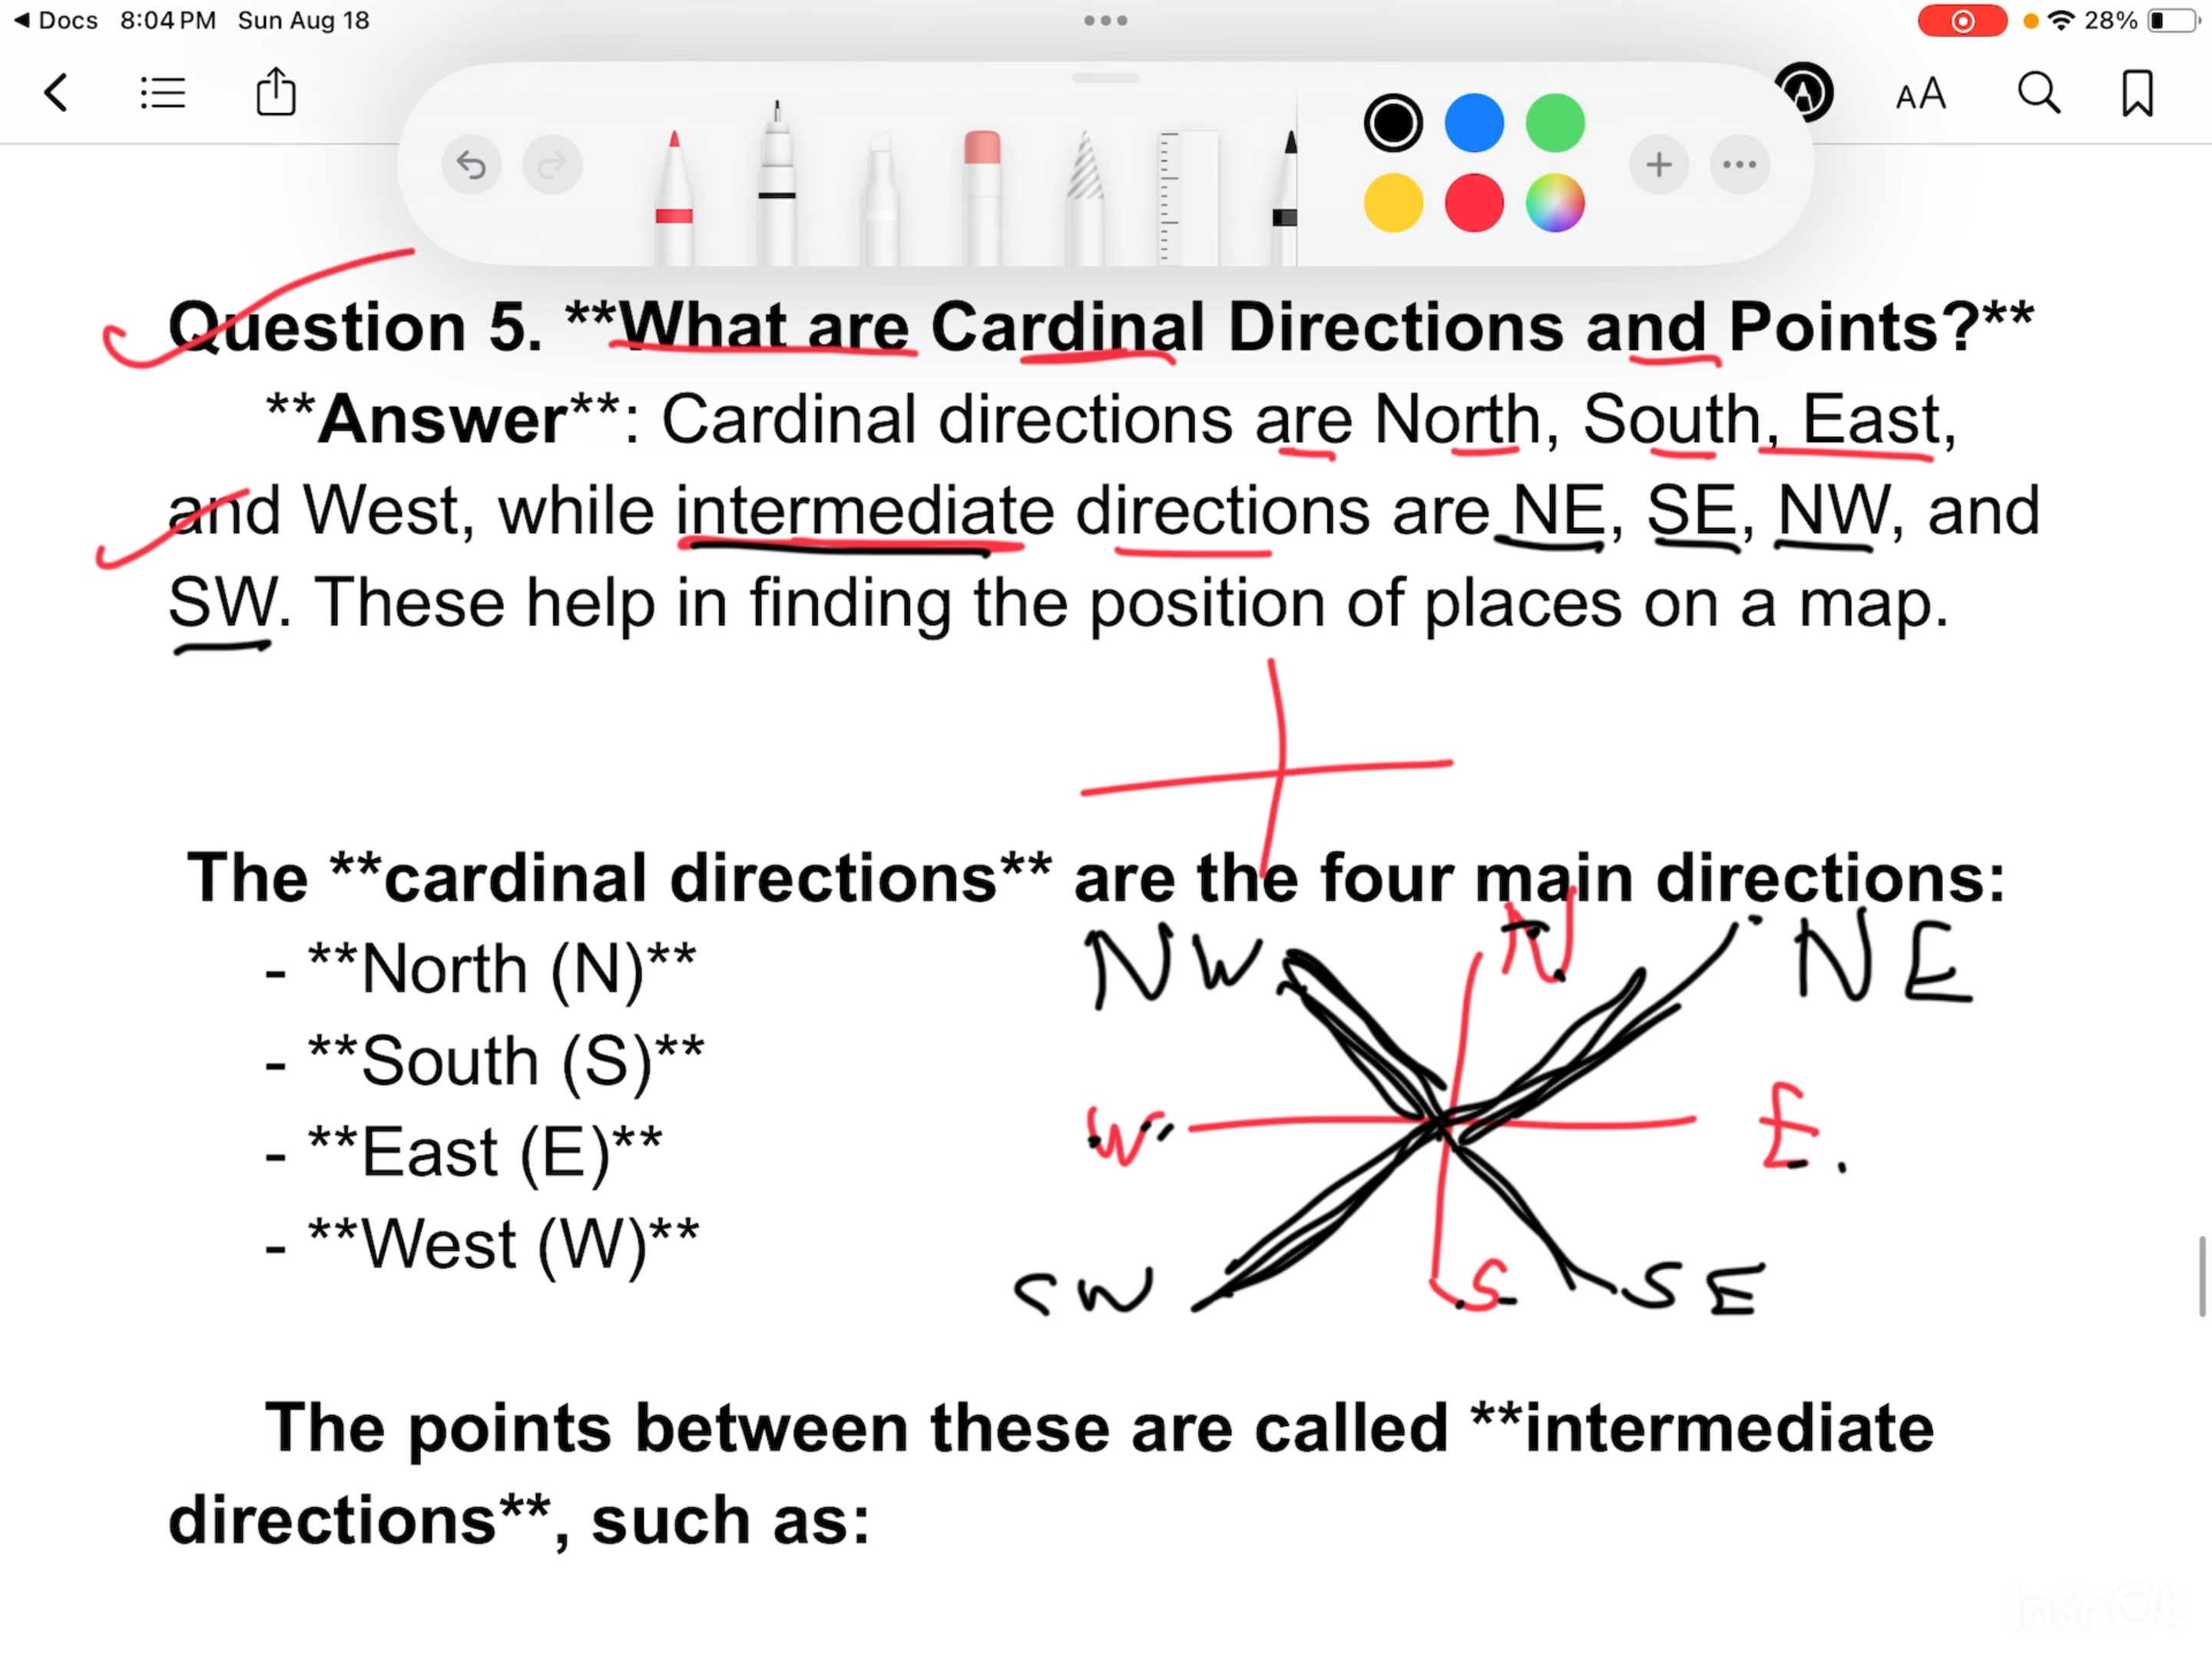 ◀ Docs 8:04 PM Sun Aug 18 28%
AA
Question 5. **What are Cardinal Directions and Points?**
**Answer**: Cardinal directions are North, South, East,
and West, while intermediate directions are NE, SE, NW, and
SW. These help in finding the position of places on a map.
The **cardinal directions** are the four main directions:
- **North (N)**
- **South (S)**
- **East (E)**
- **West (W)**
NW N NE
W E.
SW S SE
The points between these are called **intermediate
directions**, such as:
InShOt